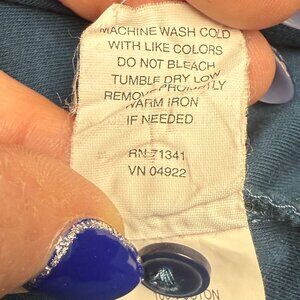 MACHINE WASH COLD
WITH LIKE COLORS
DO NOT BLEACH
TUMBLE DRY LOW
REMOVE PROMPTLY
WARM IRON
IF NEEDED
RN 71341
VN 04922